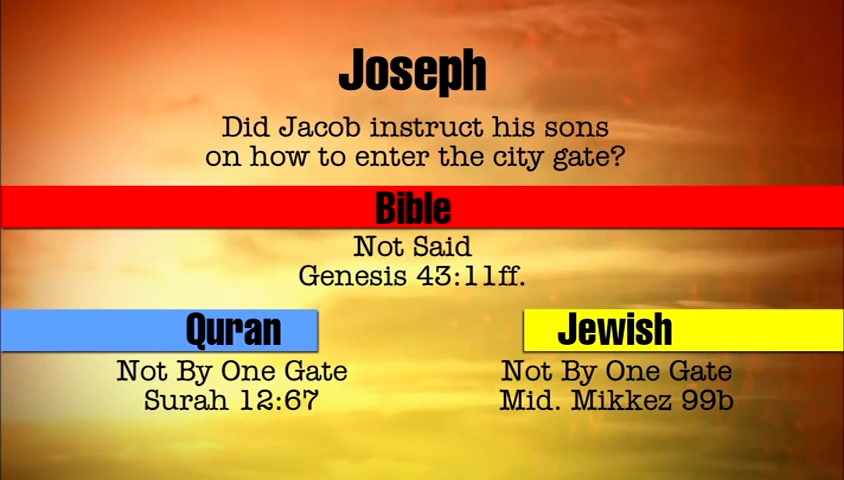 Joseph
Did Jacob instruct his sons
on how to enter the city gate?
Bible
Not Said
Genesis 43:11ff.
Quran
Not By One Gate
Surah 12:67
Jewish
Not By One Gate
Mid. Mikkez 99b